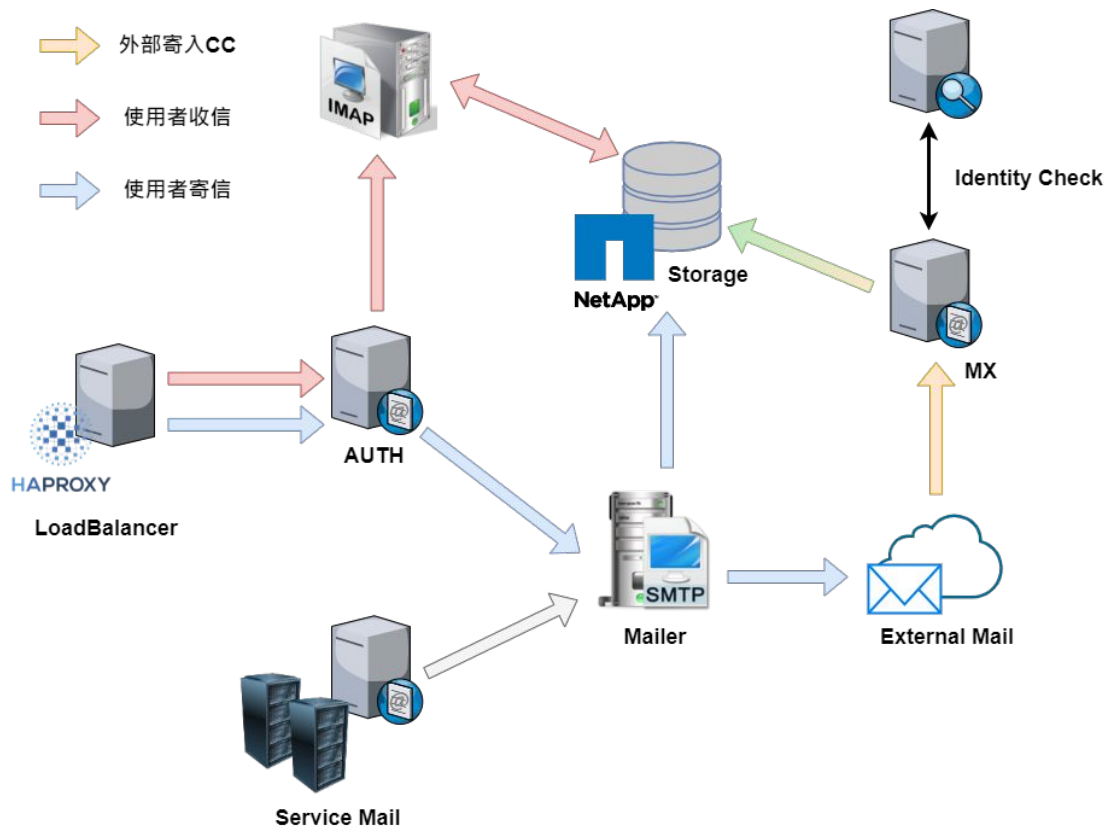 外部寄入CC
使用者收信
使用者寄信
IMAP
Identity Check
Storage
NetApp
MX
AUTH
HAPROXY
LoadBalancer
SMTP
Mailer
External Mail
Service Mail